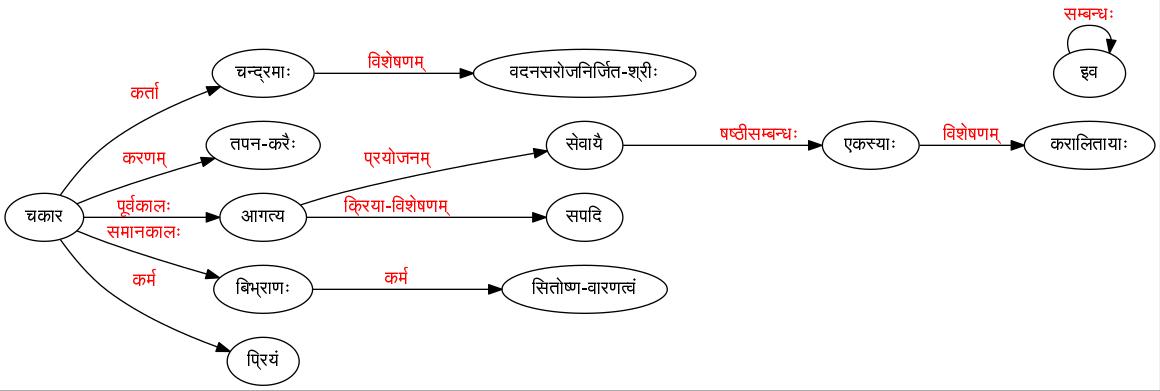 सम्बन्धः
चन्द्रमाः विशेषणम् वदनसरोजनिर्जित-श्रीः इव
कर्ता
तपन-करैः सेवायै षष्ठीसम्बन्धः एकस्याः विशेषणम् करालितायाः
करणम् प्रयोजनम्
चकार पूर्वकालः आगत्य क्रिया-विशेषणम् सपदि
समानकालः
कर्म बिभ्राणः कर्म सितोष्ण-वारणत्वं
प्रियं